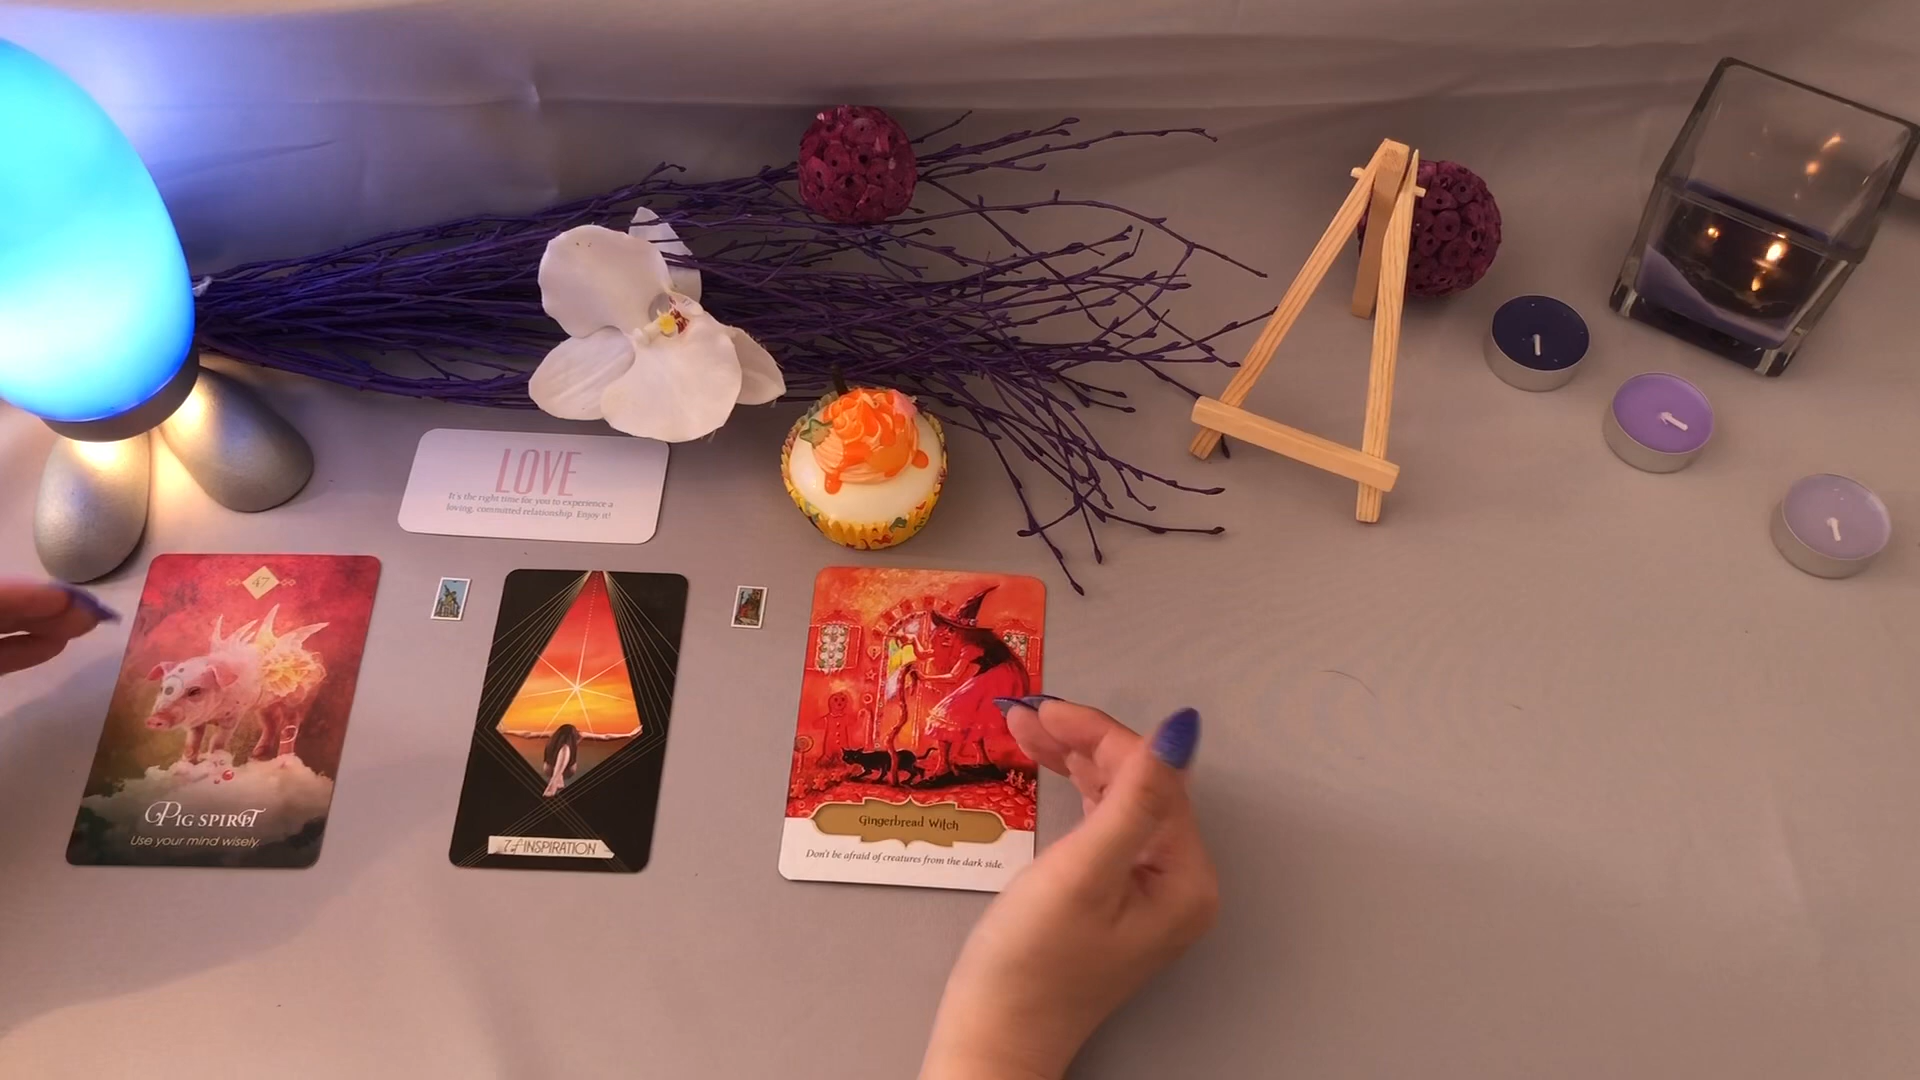 LOVE
It's the right time for you to experience a
loving, committed relationship. Enjoy it!
47
PIG SPIRIT
Use your mind wisely.
7 of INSPIRATION
Gingerbread Witch
Don't be afraid of creatures from the dark side.